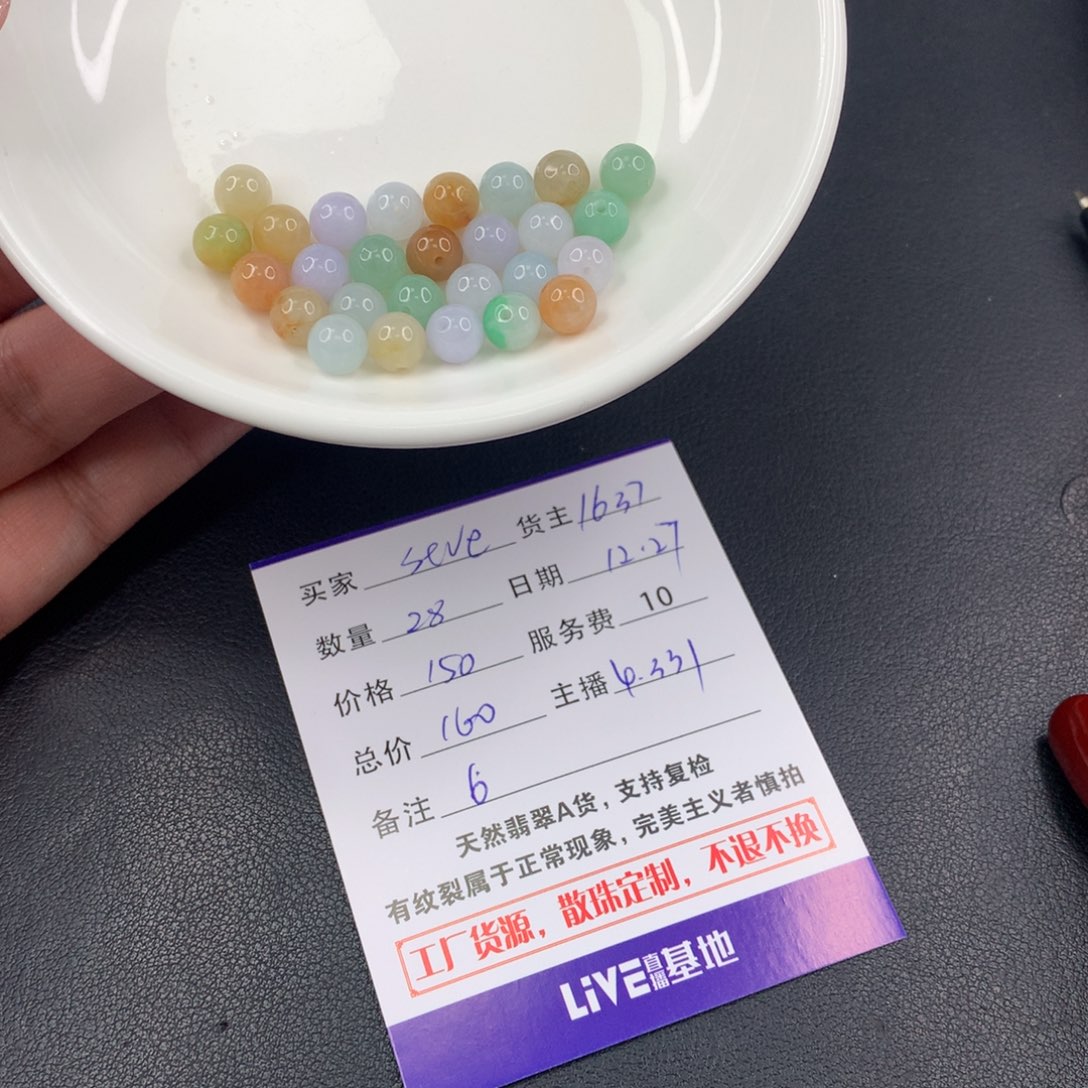 买家 seve 货主 1637
数量 28 日期 12.27
价格 150 服务费 10
总价 160 主播 6.331
备注 6
天然翡翠A货，支持复检
有纹裂属于正常现象，完美主义者慎拍
工厂货源，散珠定制，不退不换
LiVE直播基地